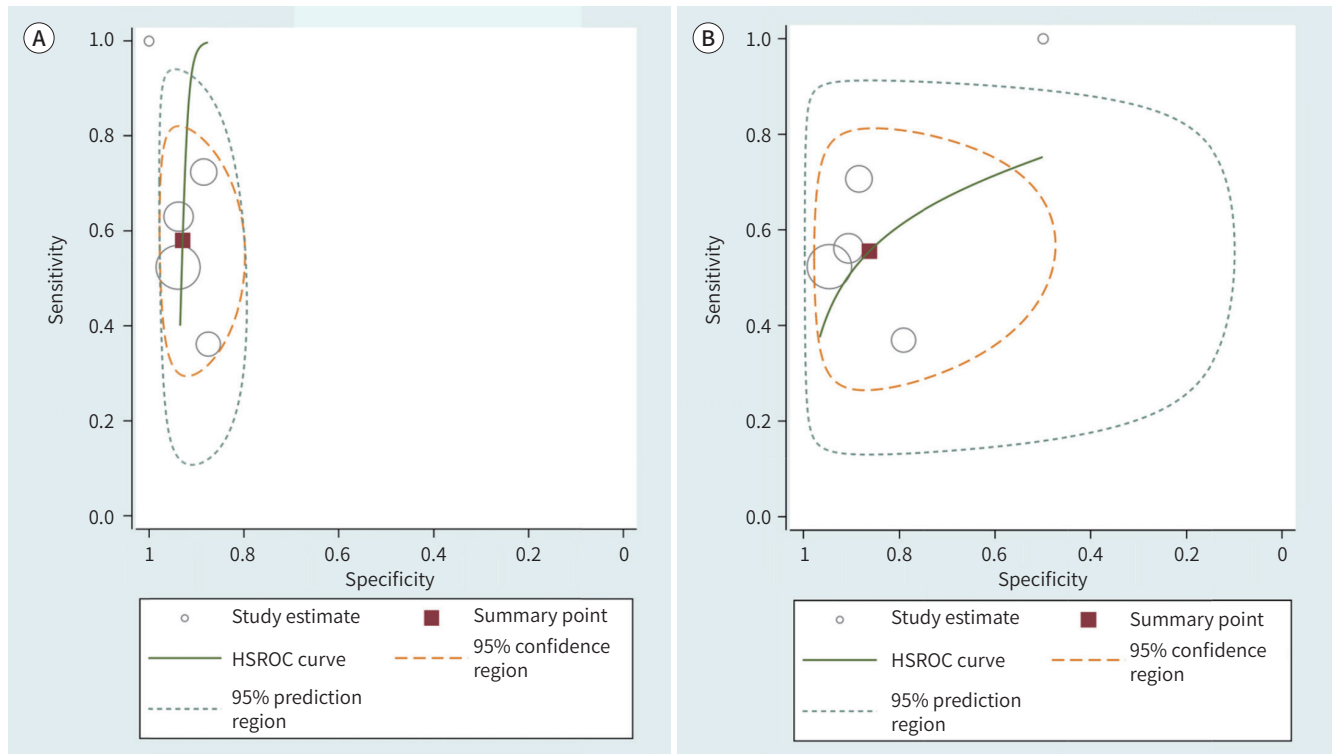 A
1.0
0.8
0.6
0.4
0.2
0.0
Sensitivity
1
0.8
0.6
0.4
0.2
0
Specificity
Study estimate
Summary point
HSROC curve
95% confidence
region
95% prediction
region
B
1.0
0.8
0.6
0.4
0.2
0.0
Sensitivity
1
0.8
0.6
0.4
0.2
0
Specificity
Study estimate
Summary point
HSROC curve
95% confidence
region
95% prediction
region